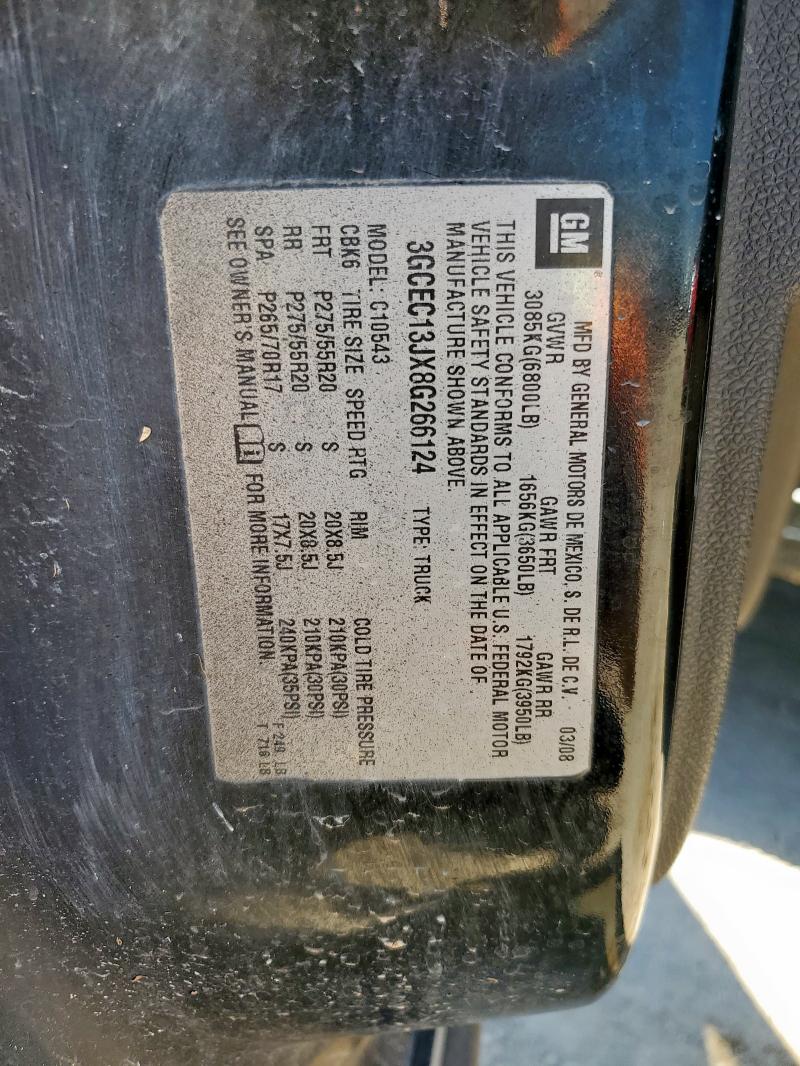 GM ®
MFD BY GENERAL MOTORS DE MEXICO, S. DE R.L. DE C.V. 03/08
GVWR GAWR FRT GAWR RR
3085KG(6800LB) 1656KG(3650LB) 1792KG(3950LB)
THIS VEHICLE CONFORMS TO ALL APPLICABLE U.S. FEDERAL MOTOR
VEHICLE SAFETY STANDARDS IN EFFECT ON THE DATE OF
MANUFACTURE SHOWN ABOVE.
3GCEC13JX8G266124 TYPE: TRUCK
MODEL: C10543
CBK6 TIRE SIZE SPEED RTG RIM COLD TIRE PRESSURE
FRT P275/55R20 S 20X8.5J 210KPA(30PSI)
RR P275/55R20 S 20X8.5J 210KPA(30PSI)
SPA P265/70R17 S 17X7.5J 240KPA(35PSI)
SEE OWNER'S MANUAL FOR MORE INFORMATION.
F 249 LB
T 716 LB